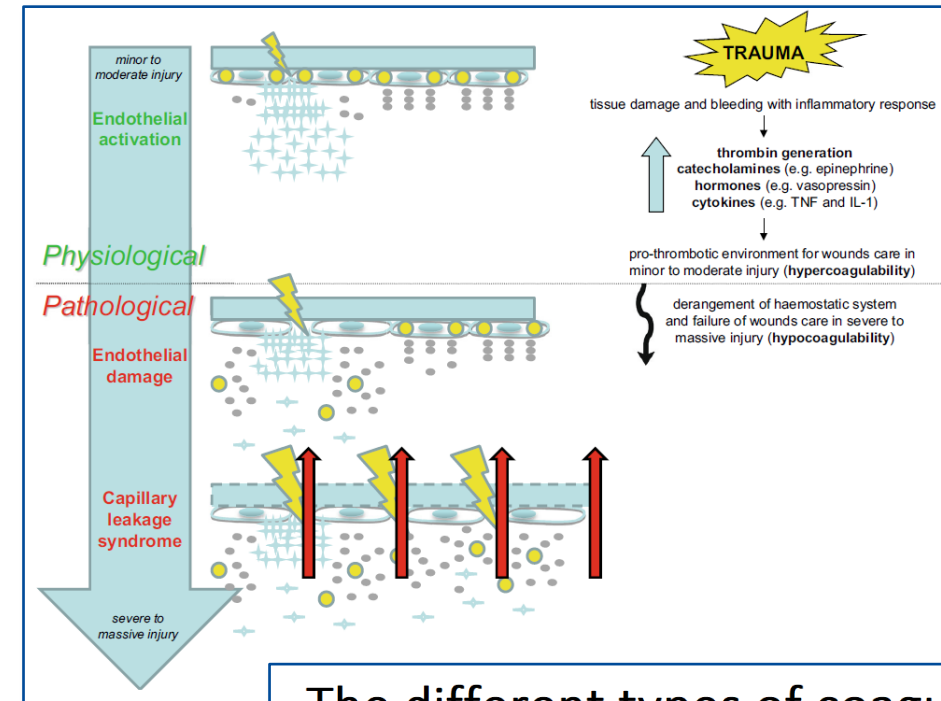 minor to
moderate injury
Endothelial
activation
Physiological
Pathological
Endothelial
damage
Capillary
leakage
syndrome
severe to
massive injury
TRAUMA
tissue damage and bleeding with inflammatory response
thrombin generation
catecholamines (e.g. epinephrine)
hormones (e.g. vasopressin)
cytokines (e.g. TNF and IL-1)
pro-thrombotic environment for wounds care in
minor to moderate injury (hypercoagulability)
derangement of haemostatic system
and failure of wounds care in severe to
massive injury (hypocoagulability)
The different types of